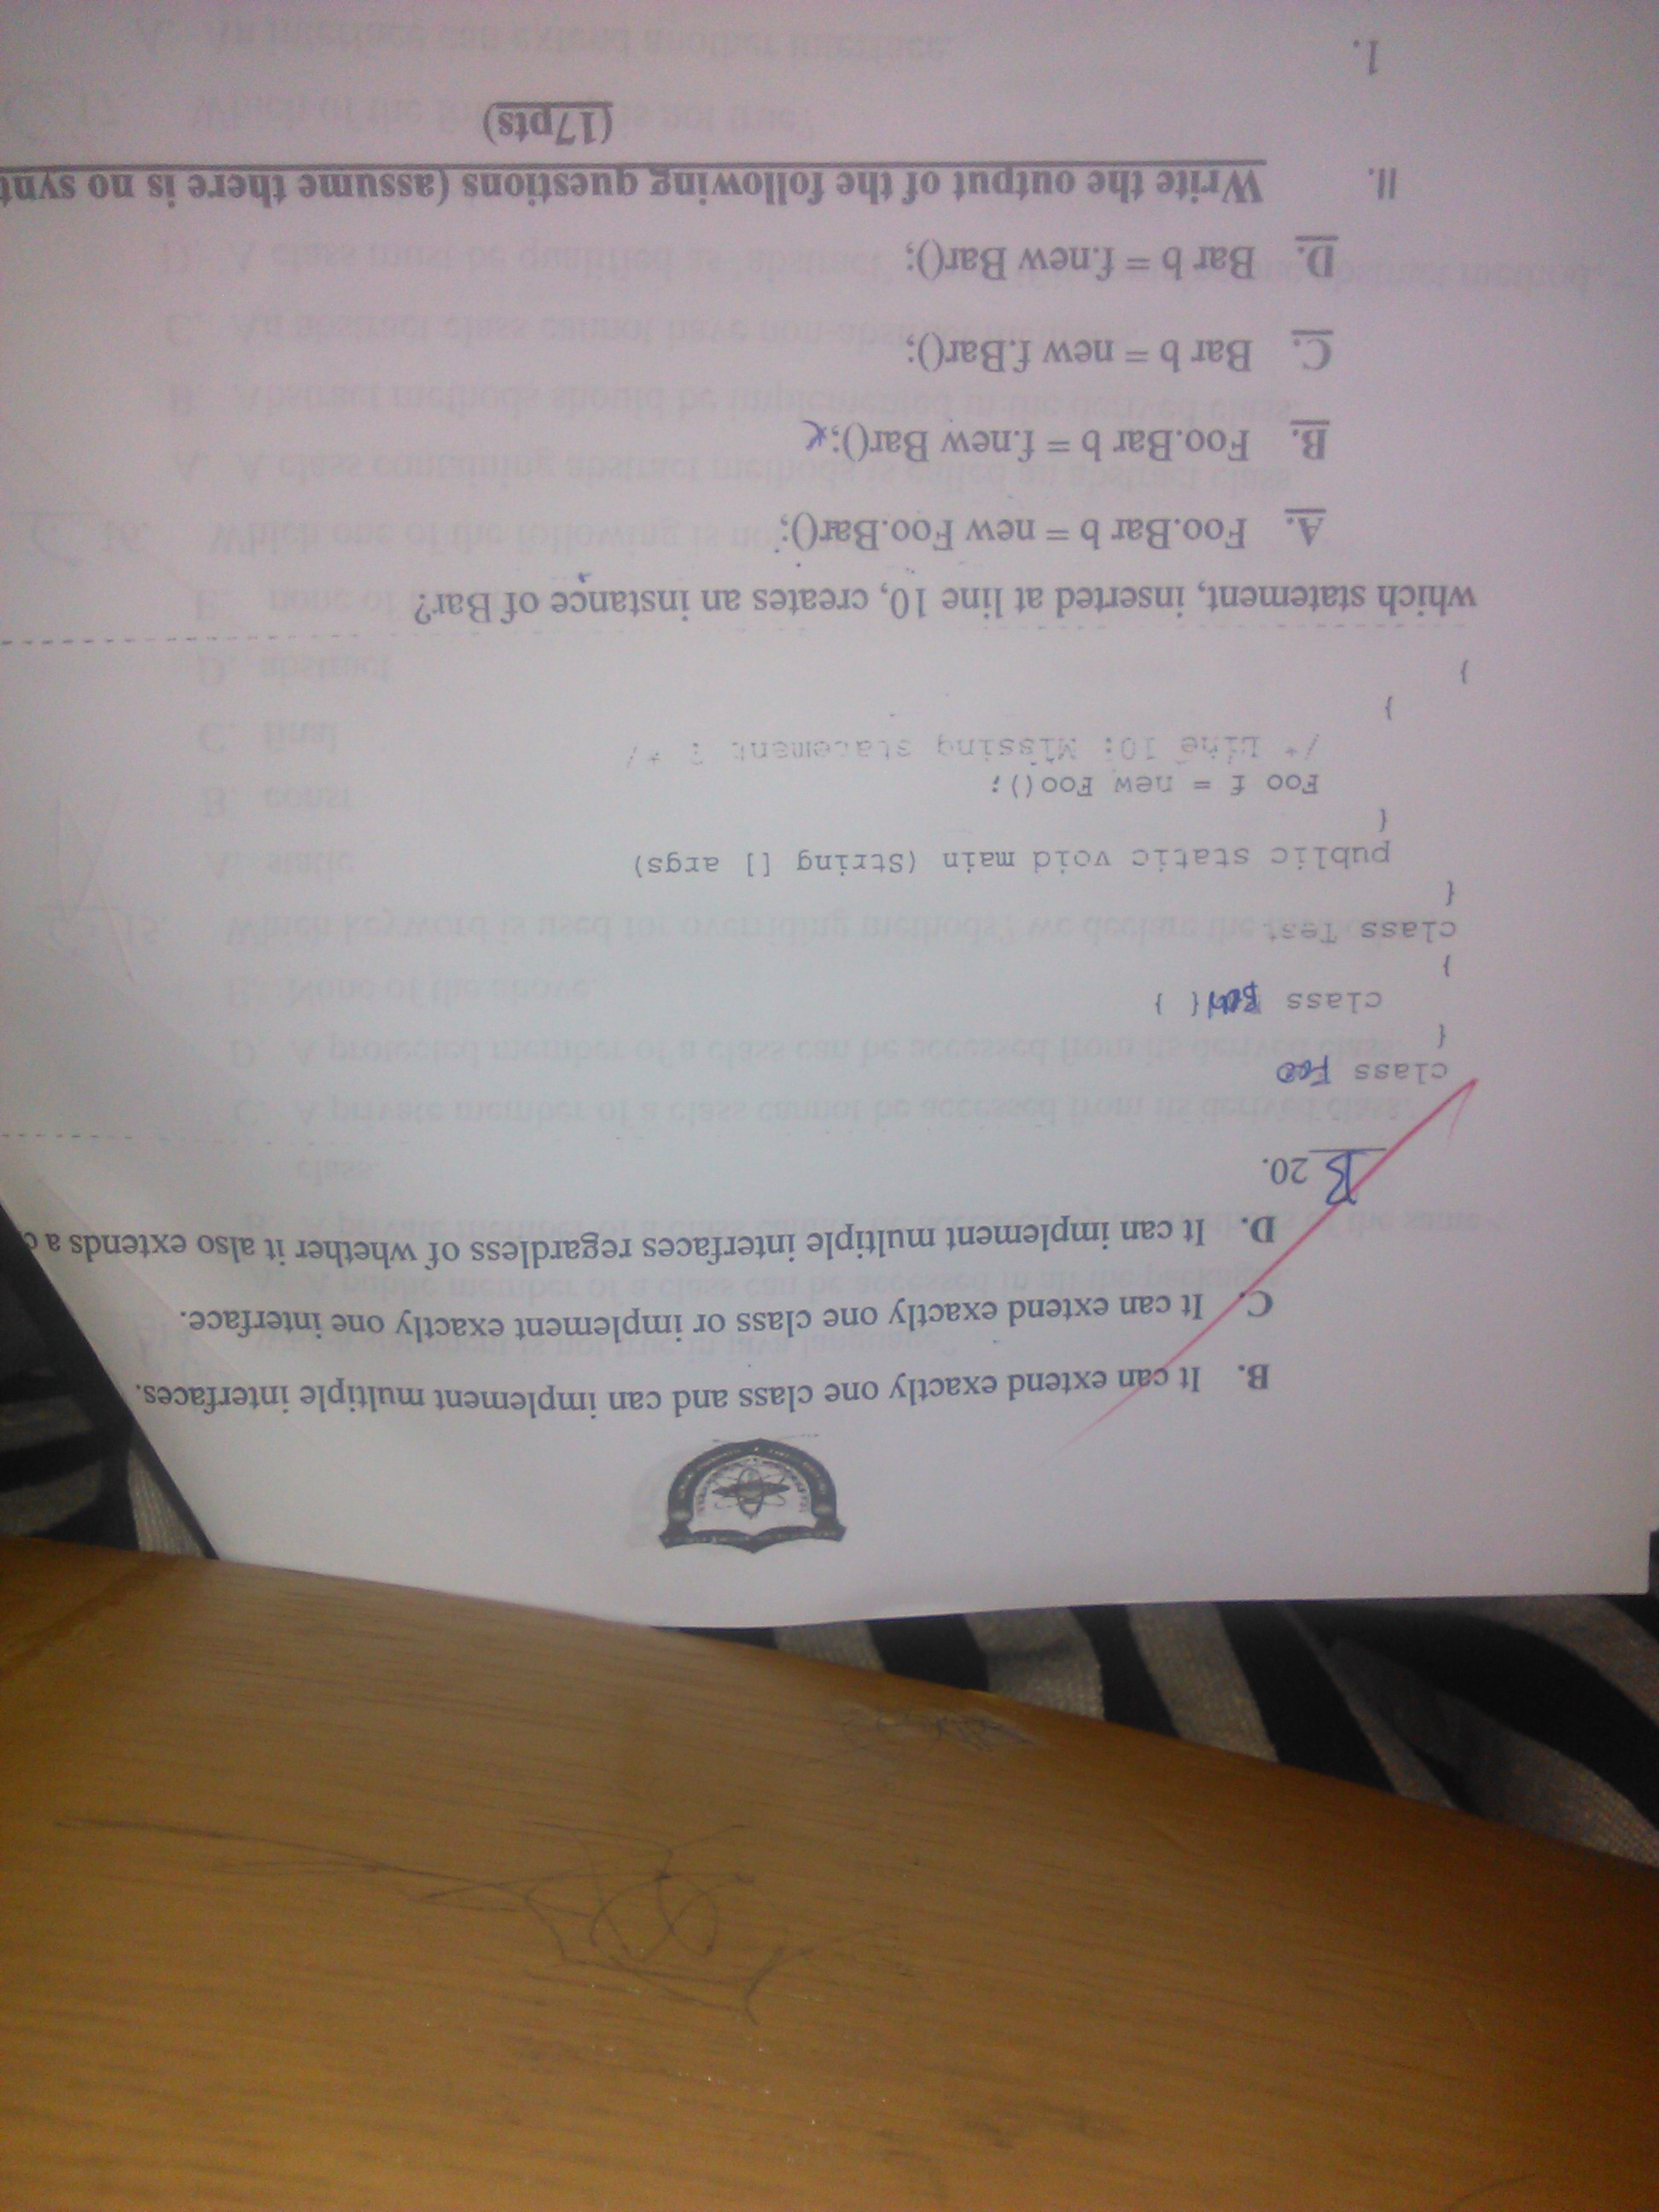 B. It can extend exactly one class and can implement multiple interfaces.
C. It can extend exactly one class or implement exactly one interface.
D. It can implement multiple interfaces regardless of whether it also extends a c
B 20.
class Foo
{
class Bar{ }
}
class Test
{
public static void main (String [] args)
{
Foo f = new Foo();
/* Line 10: Missing statement ? */
}
}
which statement, inserted at line 10, creates an instance of Bar?
A. Foo.Bar b = new Foo.Bar();
B. Foo.Bar b = f.new Bar();
C. Bar b = new f.Bar();
D. Bar b = f.new Bar();
II. Write the output of the following questions (assume there is no synt
(17pts)
1.